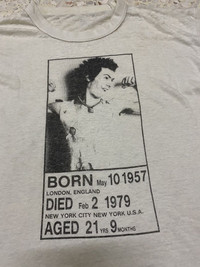 BORN May 10 1957
LONDON, ENGLAND
DIED Feb 2 1979
NEW YORK CITY NEW YORK U.S.A.
AGED 21 YRS 9 MONTHS